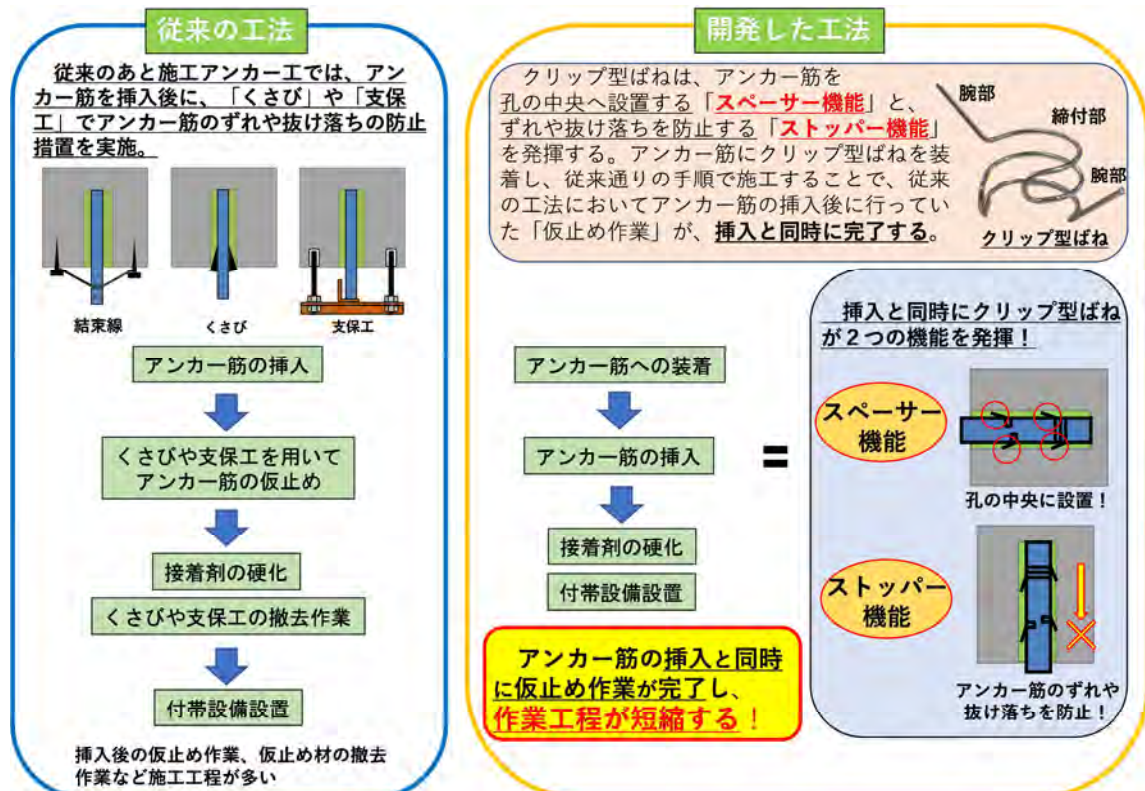 従来の工法
従来のあと施工アンカー工では、アン
カー筋を挿入後に、「くさび」や「支保
工」でアンカー筋のずれや抜け落ちの防止
措置を実施。
結束線
くさび
支保工
アンカー筋の挿入
くさびや支保工を用いて
アンカー筋の仮止め
接着剤の硬化
くさびや支保工の撤去作業
付帯設備設置
挿入後の仮止め作業、仮止め材の撤去
作業など施工工程が多い
開発した工法
クリップ型ばねは、アンカー筋を
孔の中央へ設置する「スペーサー機能」と、
ずれや抜け落ちを防止する「ストッパー機能」
を発揮する。アンカー筋にクリップ型ばねを装
着し、従来通りの手順で施工することで、従来
の工法においてアンカー筋の挿入後に行ってい
た「仮止め作業」が、挿入と同時に完了する。
腕部
締付部
腕部
クリップ型ばね
アンカー筋への装着
アンカー筋の挿入
接着剤の硬化
付帯設備設置
アンカー筋の挿入と同時
に仮止め作業が完了し、
作業工程が短縮する！
=
挿入と同時にクリップ型ばね
が２つの機能を発揮！
スペーサー
機能
孔の中央に設置！
ストッパー
機能
アンカー筋のずれや
抜け落ちを防止！